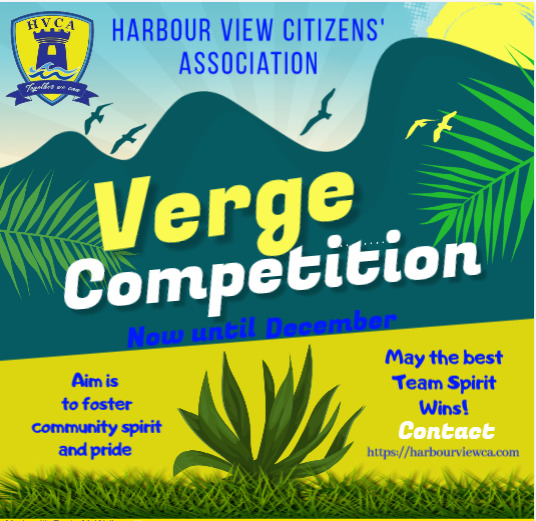 HVCA
Together we can
HARBOUR VIEW CITIZENS'
ASSOCIATION
Verge
Competition
Now until December
Aim is
to foster
community spirit
and pride
May the best
Team Spirit
Wins!
Contact
https://harbourviewca.com